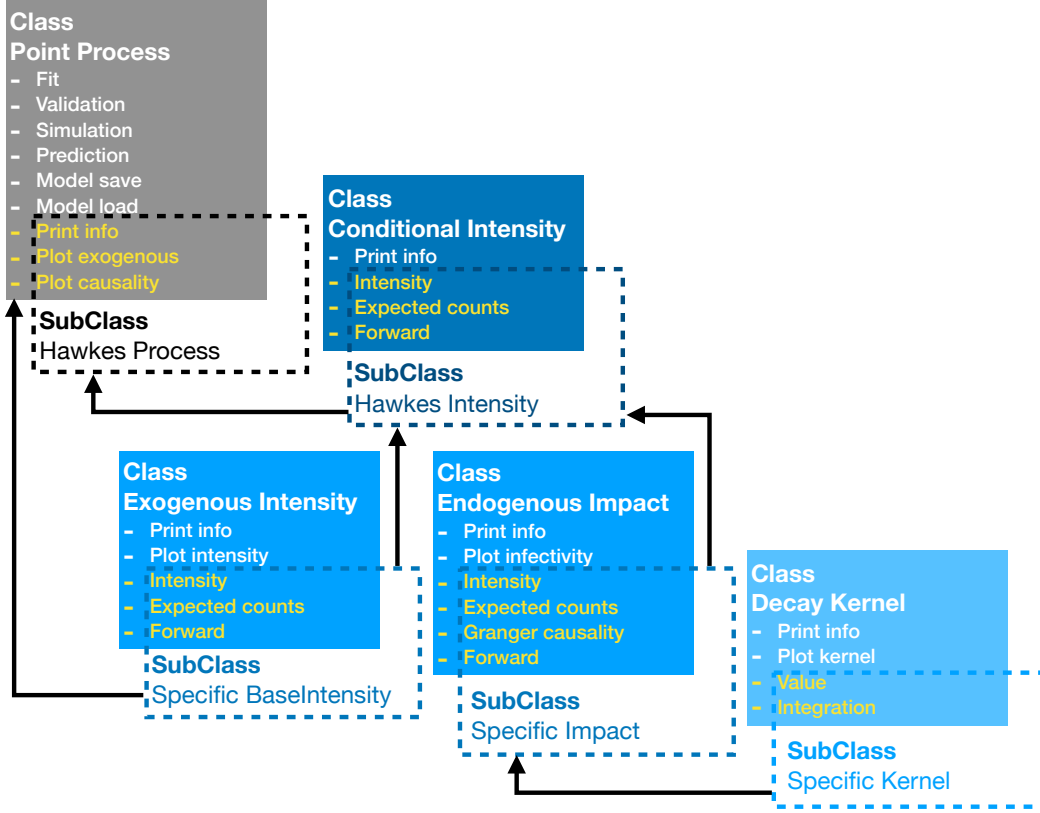 Class
Point Process
- Fit
- Validation
- Simulation
- Prediction
- Model save
- Model load
- Print info
- Plot exogenous
- Plot causality
SubClass
Hawkes Process
Class
Conditional Intensity
- Print info
- Intensity
- Expected counts
- Forward
SubClass
Hawkes Intensity
Class
Exogenous Intensity
- Print info
- Plot intensity
- Intensity
- Expected counts
- Forward
SubClass
Specific BaseIntensity
Class
Endogenous Impact
- Print info
- Plot infectivity
- Intensity
- Expected counts
- Granger causality
- Forward
SubClass
Specific Impact
Class
Decay Kernel
- Print info
- Plot kernel
- Value
- Integration
SubClass
Specific Kernel